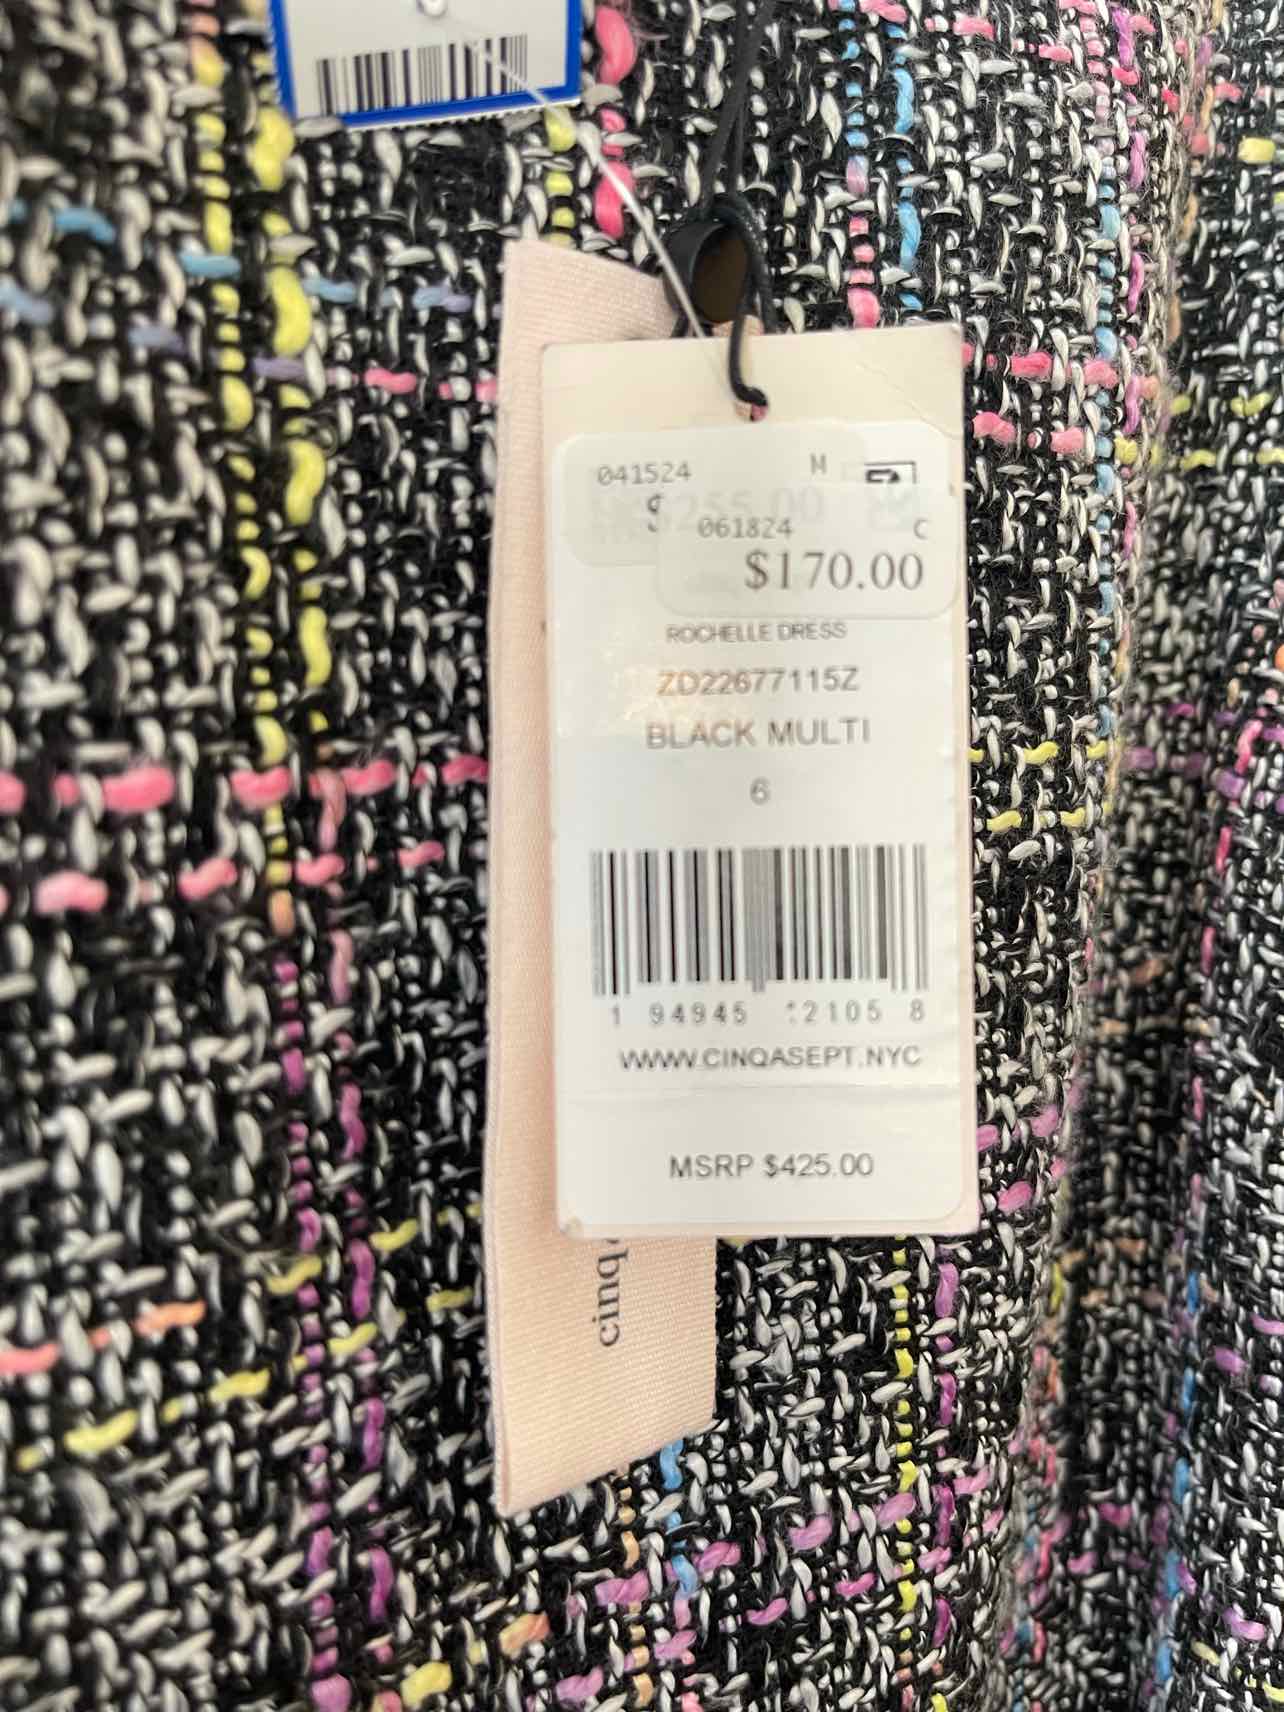 041524 M
$255.00
061824 C
$170.00
ROCHELLE DRESS
ZD22677115Z
BLACK MULTI
6
1 94945 12105 8
WWW.CINQASEPT.NYC
MSRP $425.00
cinq